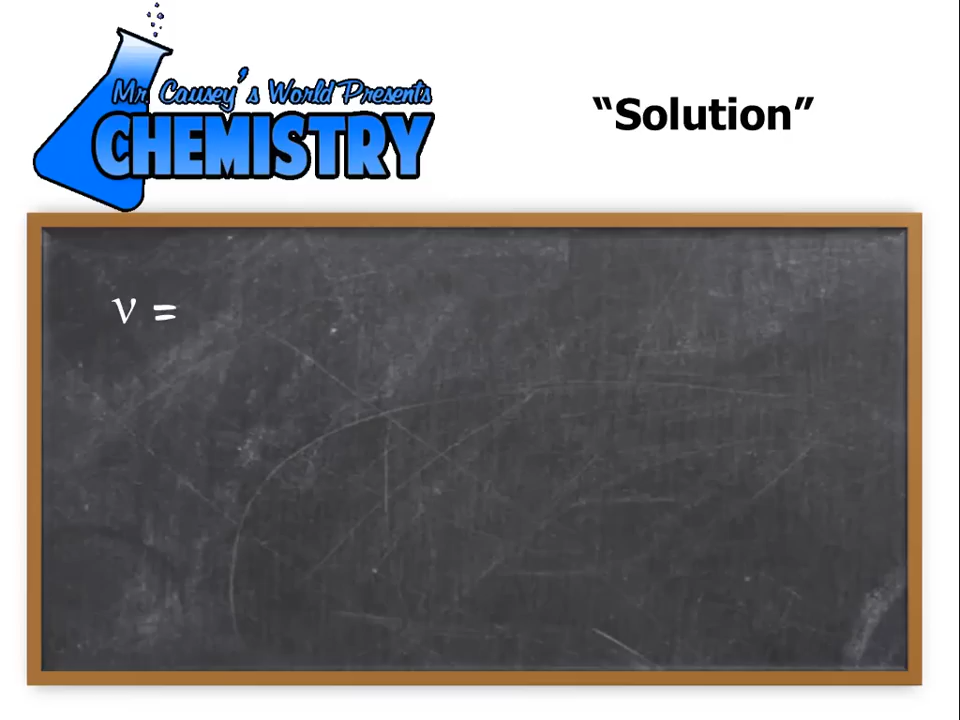 Mr. Causey's World Presents
CHEMISTRY
“Solution”
ν =